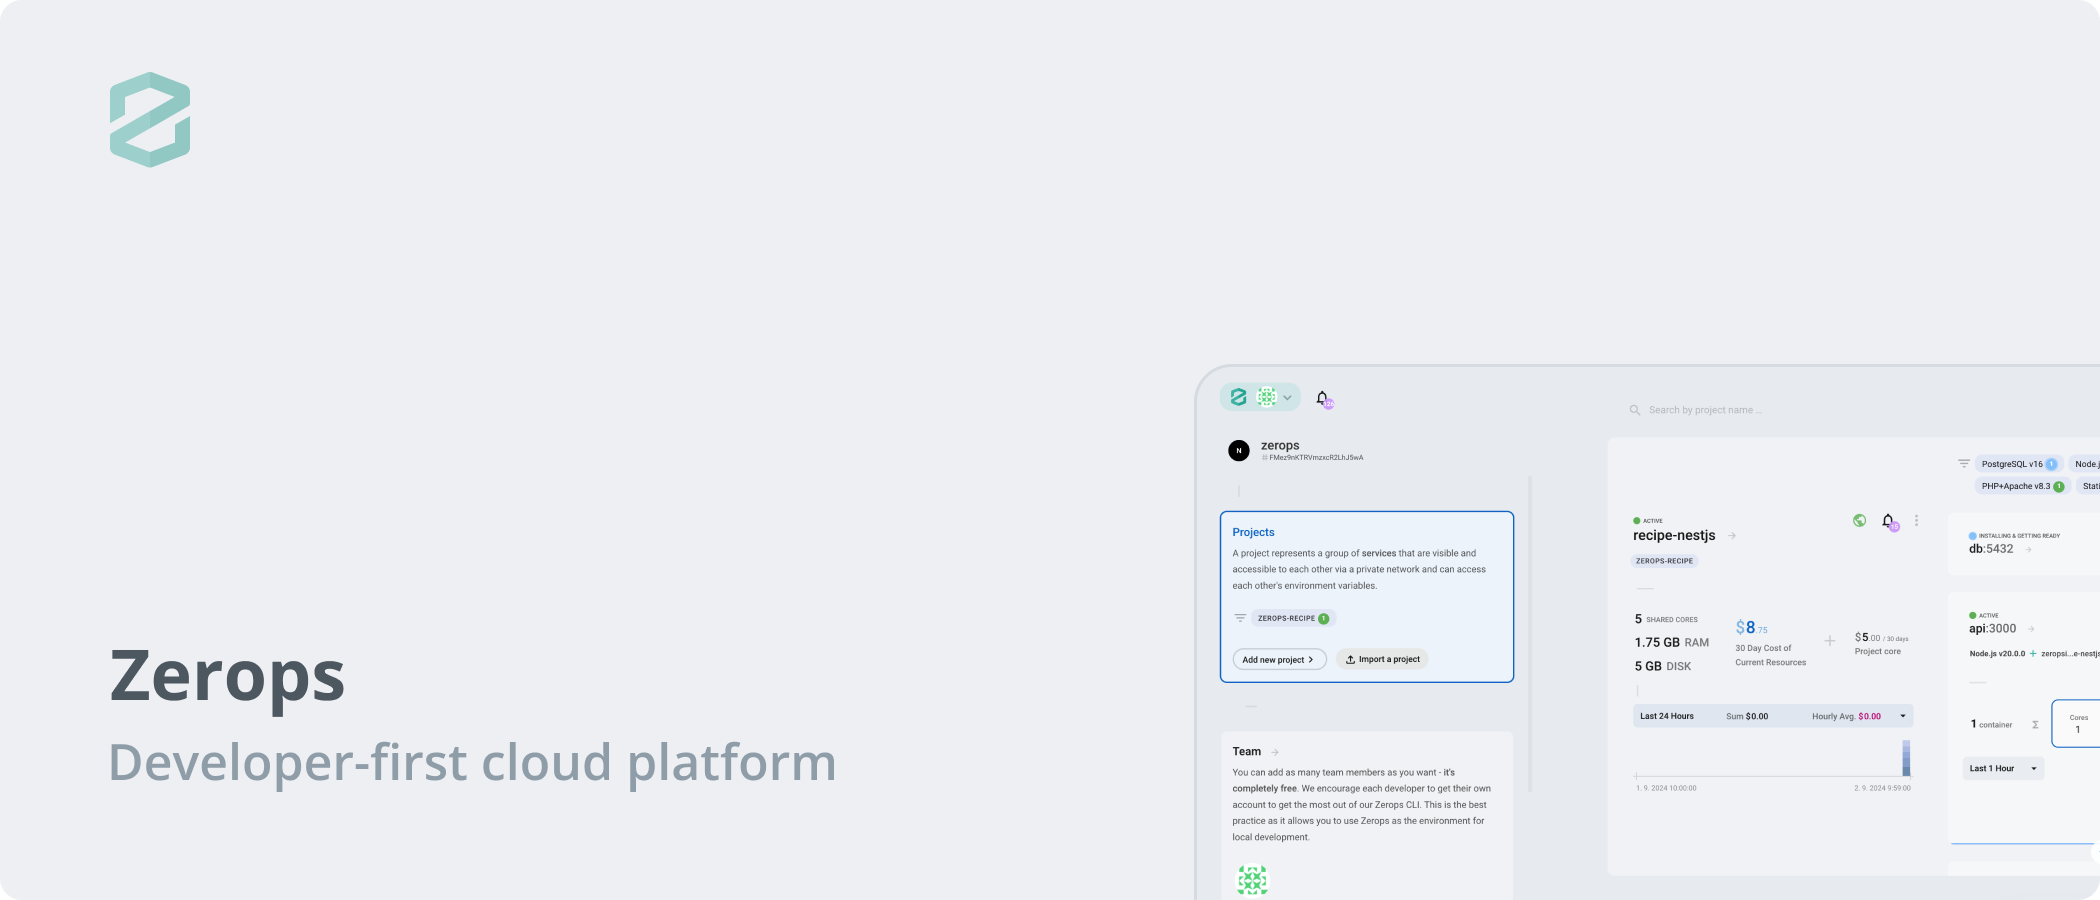 Zerops
Developer-first cloud platform
zerops
# FMez9nKTRVmzxcR2LhJ5wA
Projects
A project represents a group of services that are visible and
accessible to each other via a private network and can access
each other's environment variables.
ZEROPS-RECIPE 1
Add new project
Import a project
Team
You can add as many team members as you want - it's
completely free. We encourage each developer to get their own
account to get the most out of our Zerops CLI. This is the best
practice as it allows you to use Zerops as the environment for
local development.
Search by project name ...
ACTIVE
recipe-nestjs
ZEROPS-RECIPE
5 SHARED CORES
1.75 GB RAM
5 GB DISK
$8.75
30 Day Cost of
Current Resources
+
$5.00 / 30 days
Project core
Last 24 Hours Sum $0.00 Hourly Avg. $0.00
1. 9. 2024 10:00:00 2. 9. 2024 9:59:00
PostgreSQL v16 1 Node.j
PHP+Apache v8.3 1 Stati
INSTALLING & GETTING READY
db:5432
ACTIVE
api:3000
Node.js v20.0.0 + zeropsi...e-nestjs
1 container Σ
Cores
1
Last 1 Hour